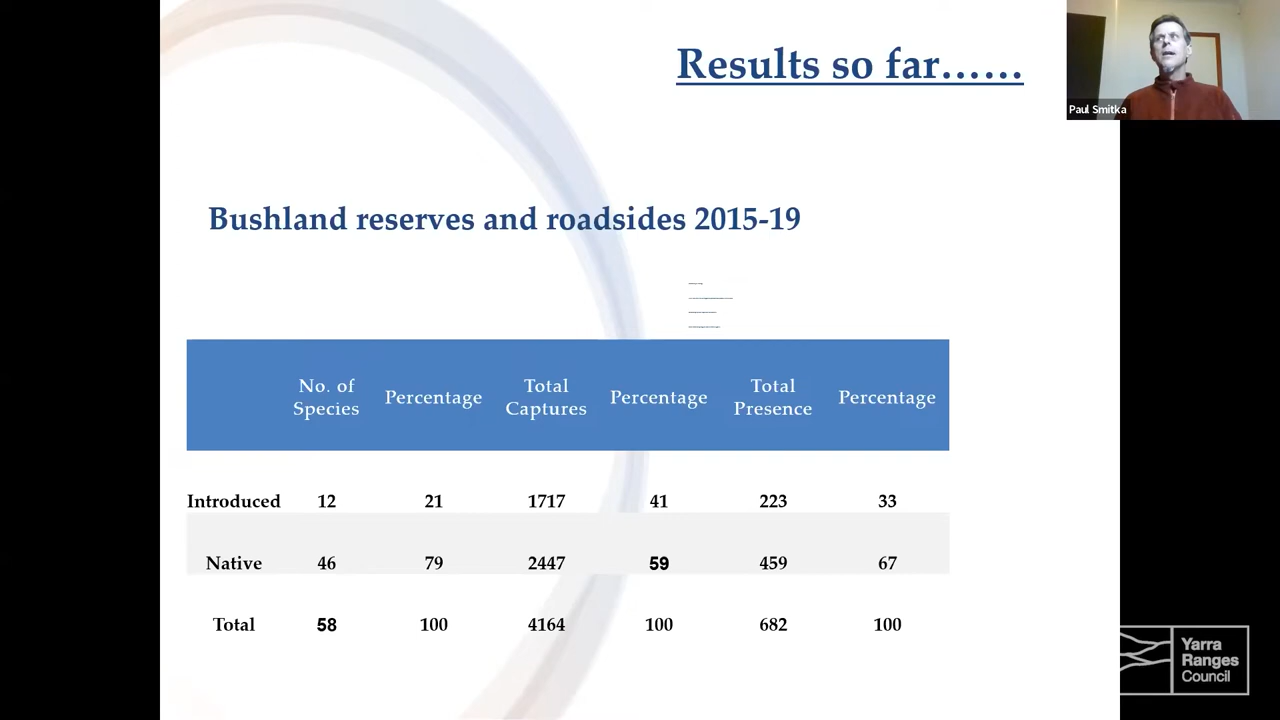 Results so far......
Paul Smitka
Bushland reserves and roadsides 2015-19
No. of Species Percentage Total Captures Percentage Total Presence Percentage
Introduced 12 21 1717 41 223 33
Native 46 79 2447 59 459 67
Total 58 100 4164 100 682 100
Yarra
Ranges
Council